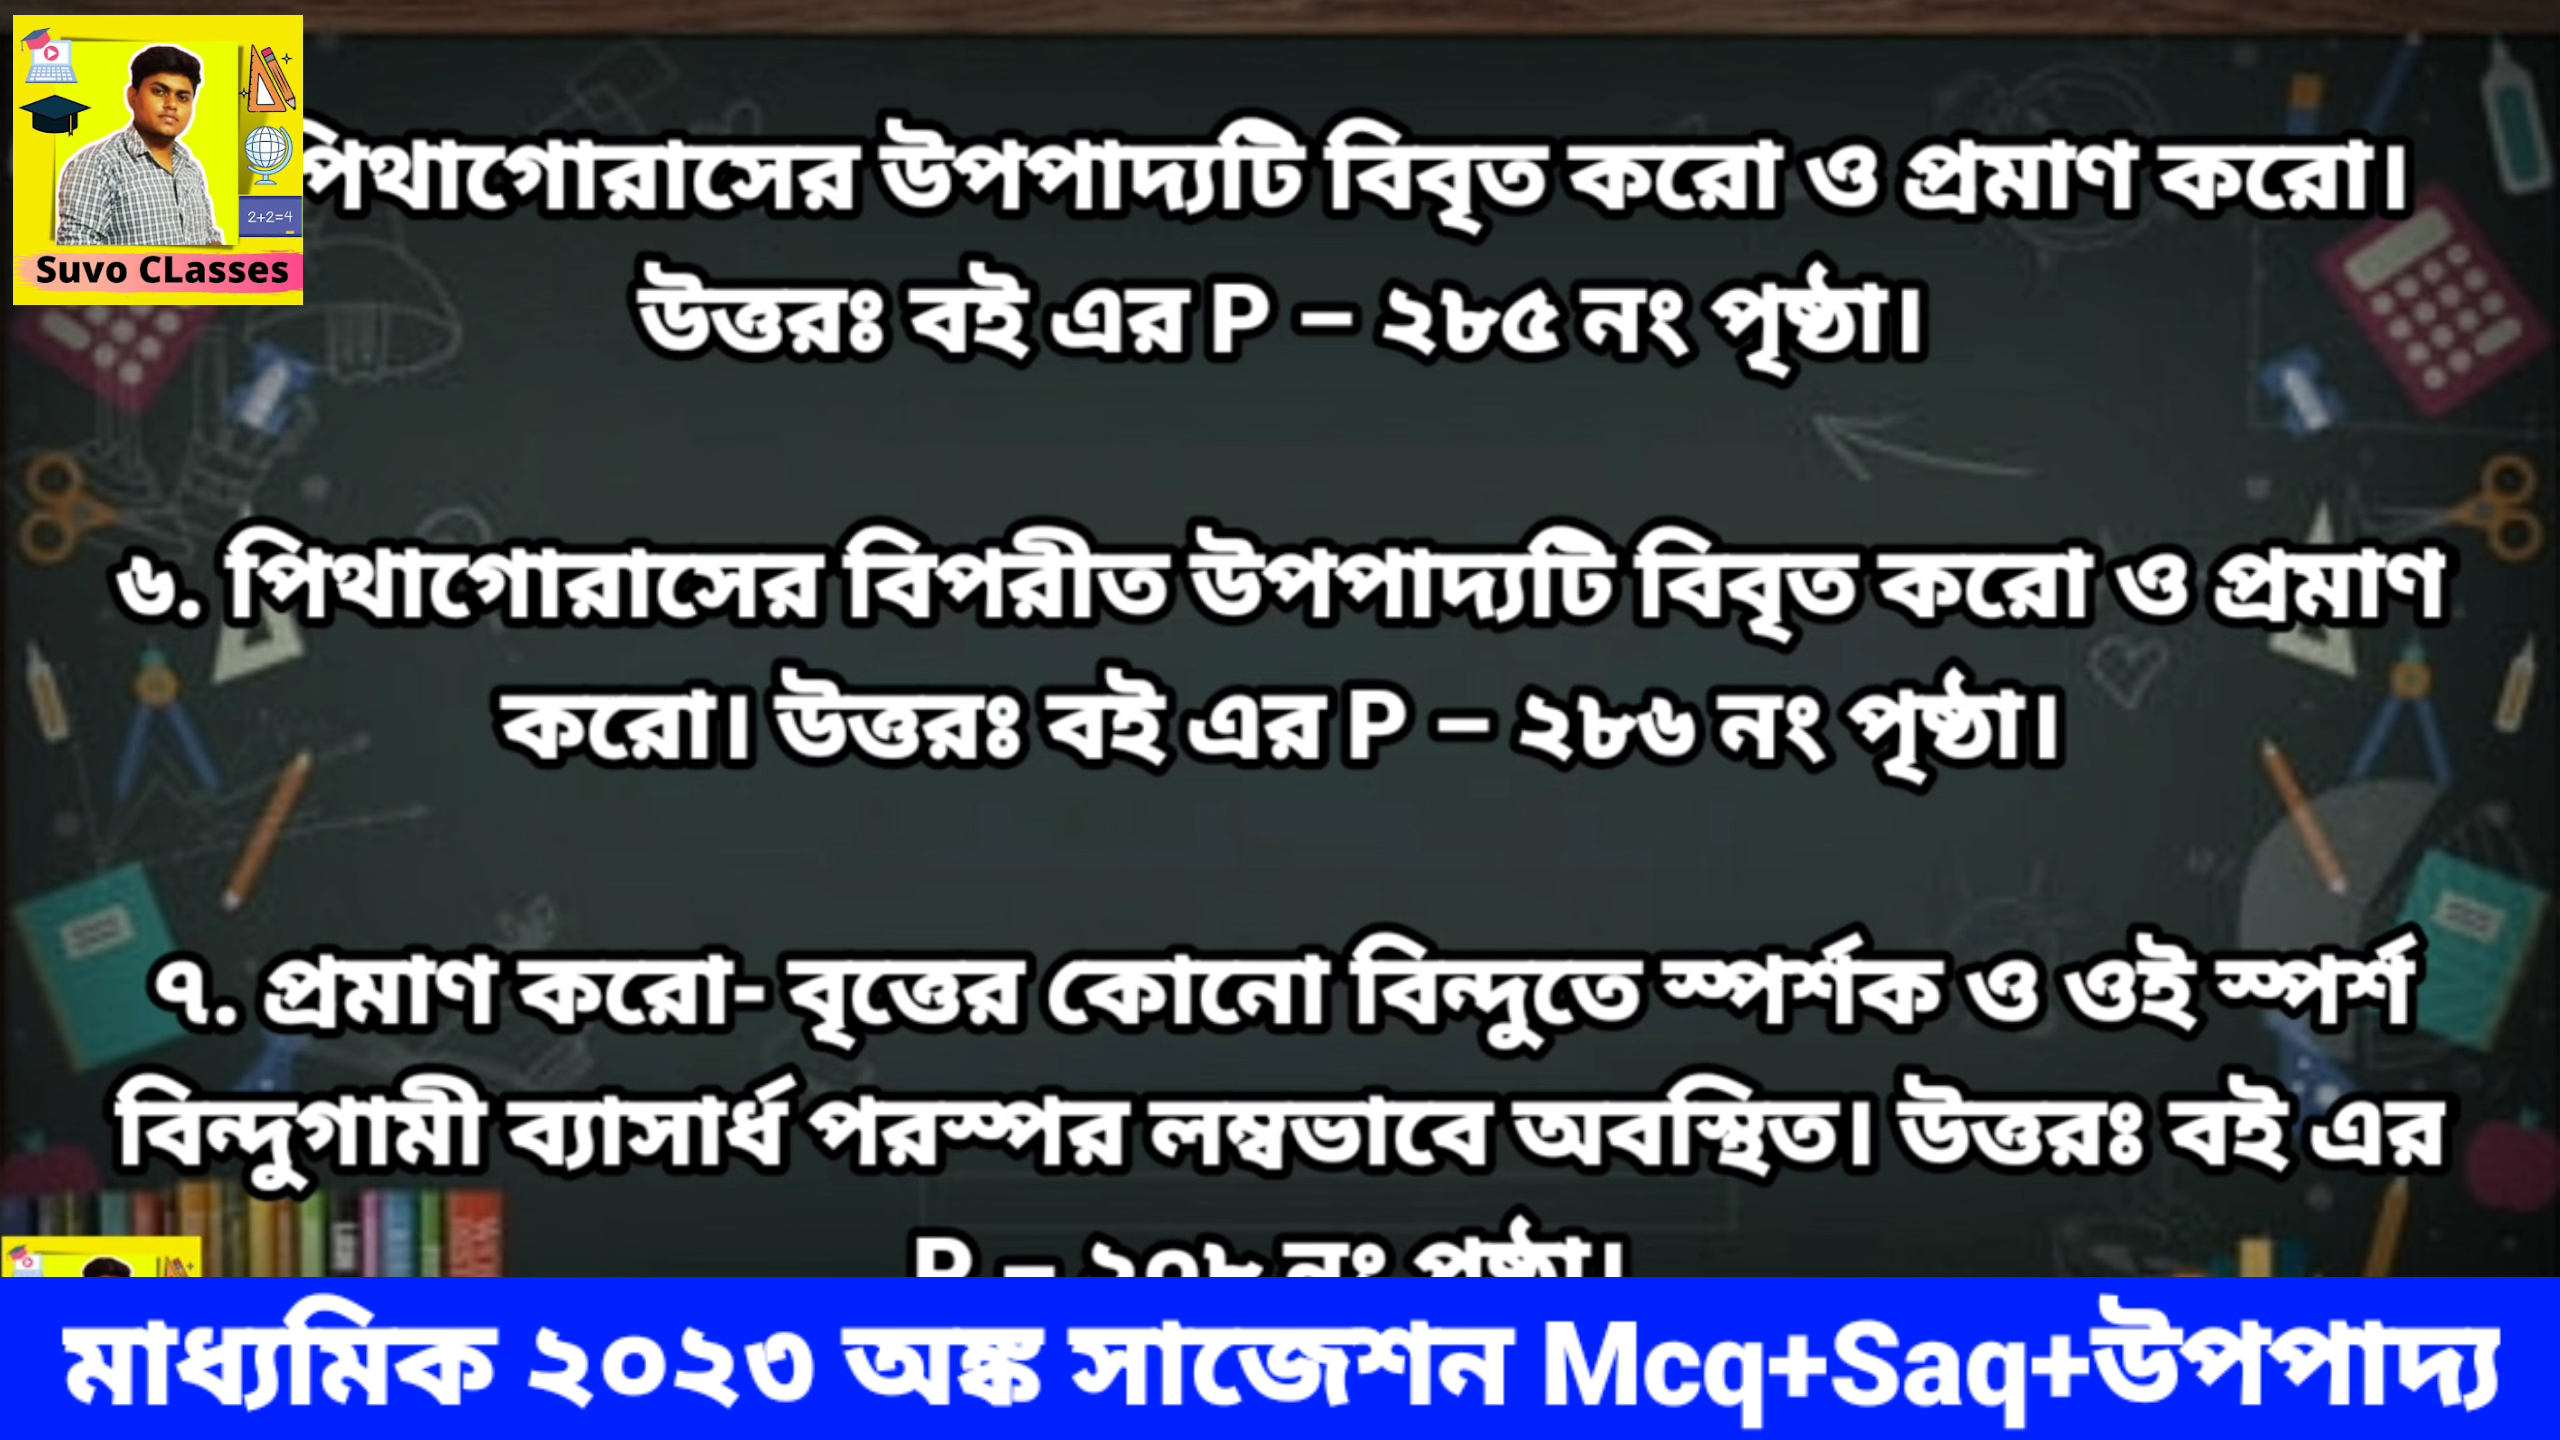 পিথাগোরাসের উপপাদ্যটি বিবৃত করো ও প্রমাণ করো।
উত্তরঃ বই এর P – ২৮৫ নং পৃষ্ঠা।
৬. পিথাগোরাসের বিপরীত উপপাদ্যটি বিবৃত করো ও প্রমাণ
করো। উত্তরঃ বই এর P – ২৮৬ নং পৃষ্ঠা।
৭. প্রমাণ করো- বৃত্তের কোনো বিন্দুতে স্পর্শক ও ওই স্পর্শ
বিন্দুগামী ব্যাসার্ধ পরস্পর লম্বভাবে অবস্থিত। উত্তরঃ বই এর
P – নং পৃষ্ঠা।
2+2=4
Suvo CLasses
মাধ্যমিক ২০২৩ অঙ্ক সাজেশন Mcq+Saq+উপপাদ্য